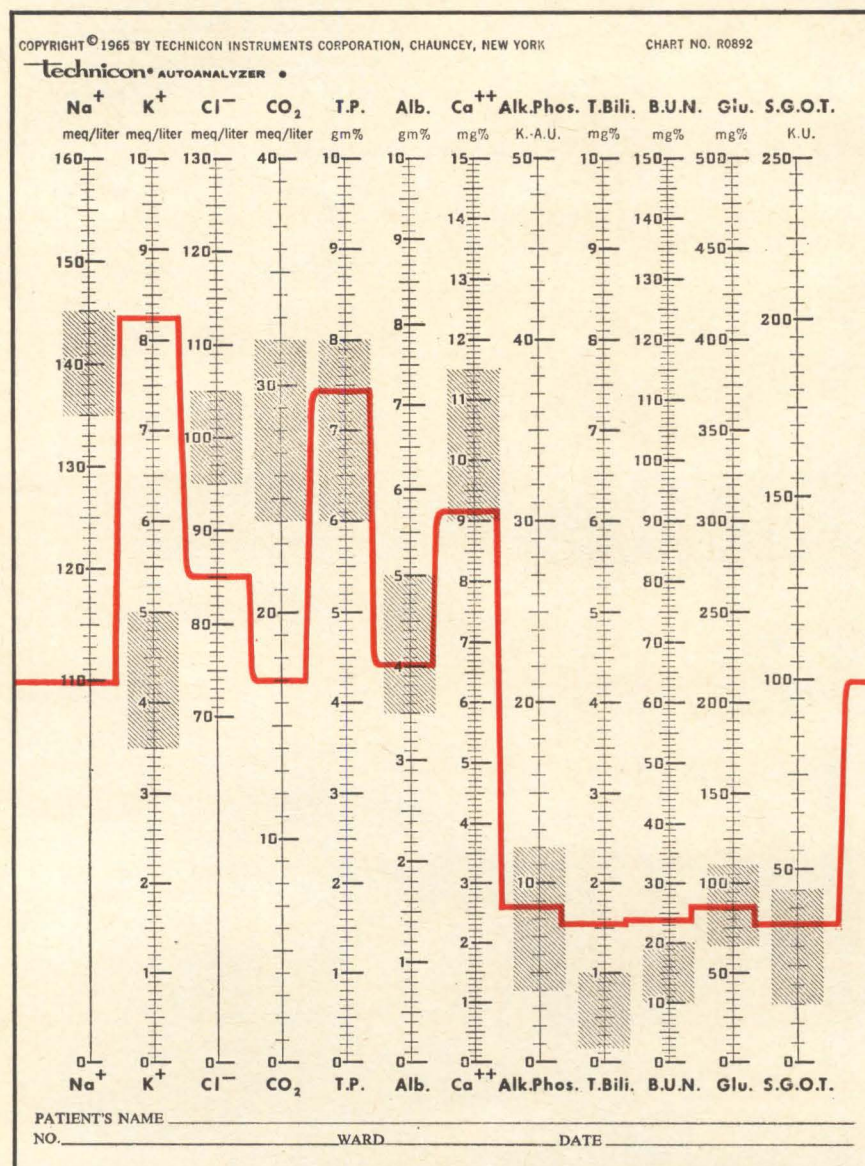 COPYRIGHT © 1965 BY TECHNICON INSTRUMENTS CORPORATION, CHAUNCEY, NEW YORK CHART NO. R0892
Technicon AUTOANALYZER
Na⁺ K⁺ Cl⁻ CO₂ T.P. Alb. Ca⁺⁺ Alk.Phos. T.Bili. B.U.N. Glu. S.G.O.T.
meq/liter meq/liter meq/liter meq/liter gm% gm% mg% K.-A.U. mg% mg% mg% K.U.
160 10 130 40 10 10 15 50 10 150 500 250
14 140
9 120 9 9 9 450
150
13 130
8 200
8 110 8 12 40 8 120 400
140
30
7 11 110
7 100 7 7 350
130 10 100
6 150
6 90 6 9 30 6 90 300
120 5 8 80
5 80 20 5 5 250
7 70
4
110 100
4 70 4 6 20 4 60 200
3 5 50
3 3 3 150
4 40
10
2 50
2 2 3 10 2 30 100
2 20
1
1 1 1 50
1 10
0 0 0 0 0 0 0 0 0 0 0 0
Na⁺ K⁺ Cl⁻ CO₂ T.P. Alb. Ca⁺⁺ Alk.Phos. T.Bili. B.U.N. Glu. S.G.O.T.
PATIENT'S NAME
NO. WARD DATE